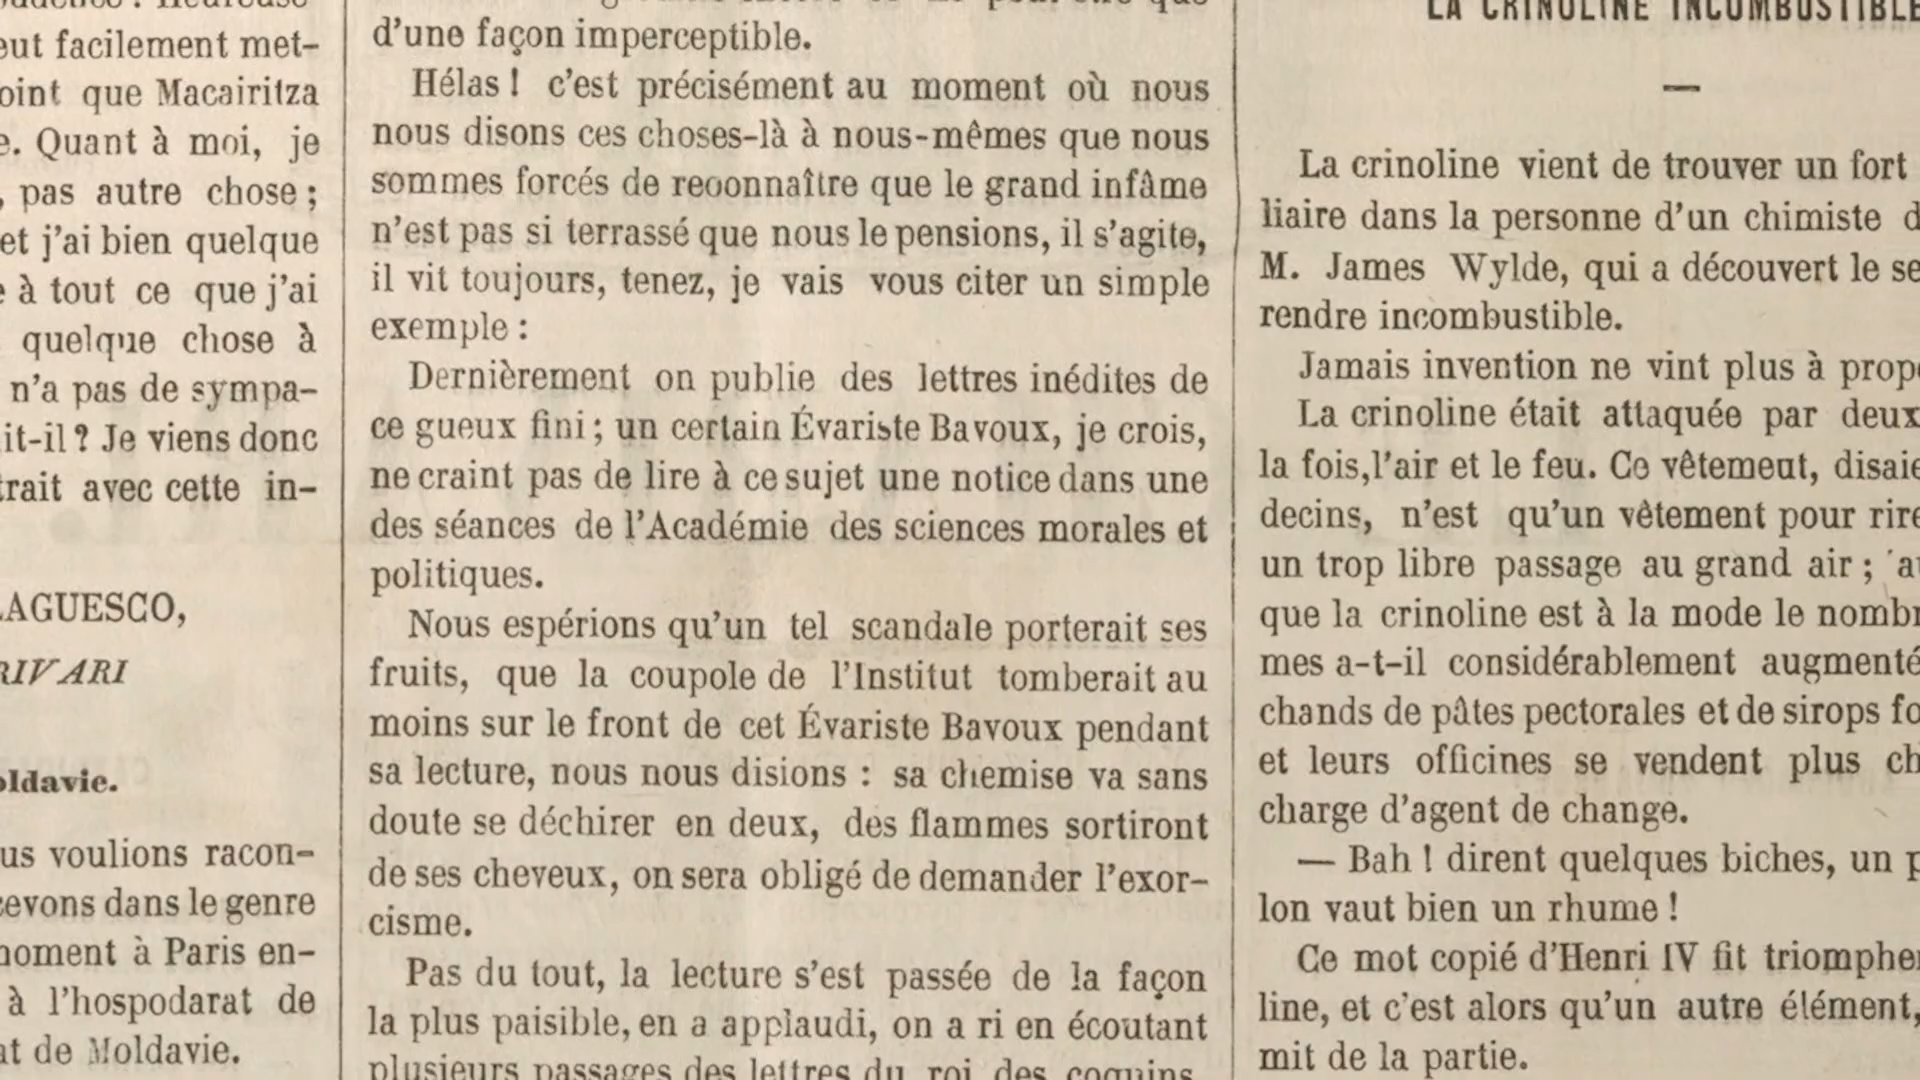 eut facilement met-
oint que Macairitza
e. Quant à moi, je
, pas autre chose ;
et j'ai bien quelque
à tout ce que j'ai
quelque chose à
n'a pas de sympa-
it-il ? Je viens donc
trait avec cette in-
LAGUESCO,
RIVARI
oldavie.
us voulions racon-
cevons dans le genre
moment à Paris en-
à l'hospodarat de
at de Moldavie.
d'une façon imperceptible.
Hélas ! c'est précisément au moment où nous
nous disons ces choses-là à nous-mêmes que nous
sommes forcés de reoonnaître que le grand infâme
n'est pas si terrassé que nous le pensions, il s'agite,
il vit toujours, tenez, je vais vous citer un simple
exemple :
Dernièrement on publie des lettres inédites de
ce gueux fini ; un certain Évariste Bavoux, je crois,
ne craint pas de lire à ce sujet une notice dans une
des séances de l'Académie des sciences morales et
politiques.
Nous espérions qu'un tel scandale porterait ses
fruits, que la coupole de l'Institut tomberait au
moins sur le front de cet Évariste Bavoux pendant
sa lecture, nous nous disions : sa chemise va sans
doute se déchirer en deux, des flammes sortiront
de ses cheveux, on sera obligé de demander l'exor-
cisme.
Pas du tout, la lecture s'est passée de la façon
la plus paisible, en a applaudi, on a ri en écoutant
plusieurs passages des lettres du roi des coquins
LA CRINOLINE INCOMBUSTIBLE
—
La crinoline vient de trouver un fort
liaire dans la personne d'un chimiste d
M. James Wylde, qui a découvert le se
rendre incombustible.
Jamais invention ne vint plus à propo
La crinoline était attaquée par deux
la fois,l'air et le feu. Co vêtement, disaie
decins, n'est qu'un vêtement pour rire
un trop libre passage au grand air ; au
que la crinoline est à la mode le nombr
mes a-t-il considérablement augmenté
chands de pâtes pectorales et de sirops fo
et leurs officines se vendent plus ch
charge d'agent de change.
— Bah ! dirent quelques biches, un p
lon vaut bien un rhume !
Ce mot copié d'Henri IV fit triomphe
line, et c'est alors qu'un autre élément,
mit de la partie.